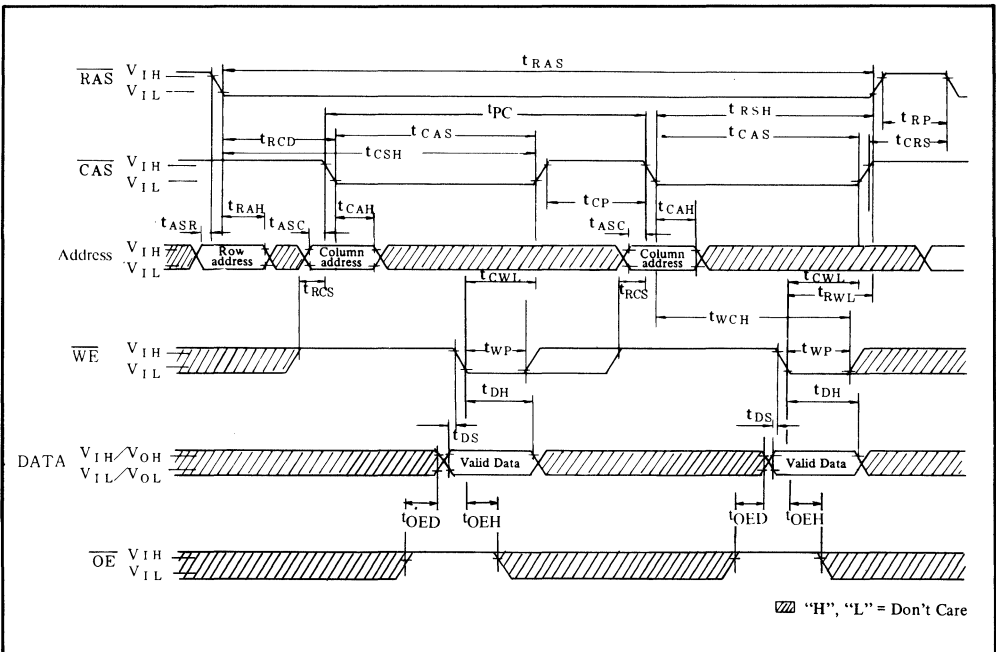 tRAS
RAS VIH
VIL
tRP
tPC
tRSH
tRCD
tCAS
tCAS
tCRS
tCSH
CAS VIH
VIL
tCP
tASR
tRAH
tASC
tCAH
tASC
tCAH
Address VIH
VIL
Row address
Column address
Column address
tRCS
tCWL
tRCS
tCWL
tRWL
tWCH
WE VIH
VIL
tWP
tWP
tDH
tDH
tDS
tDS
DATA VIH/VOH
VIL/VOL
Valid Data
Valid Data
tOED
tOEH
tOED
tOEH
OE VIH
VIL
"H", "L" = Don't Care